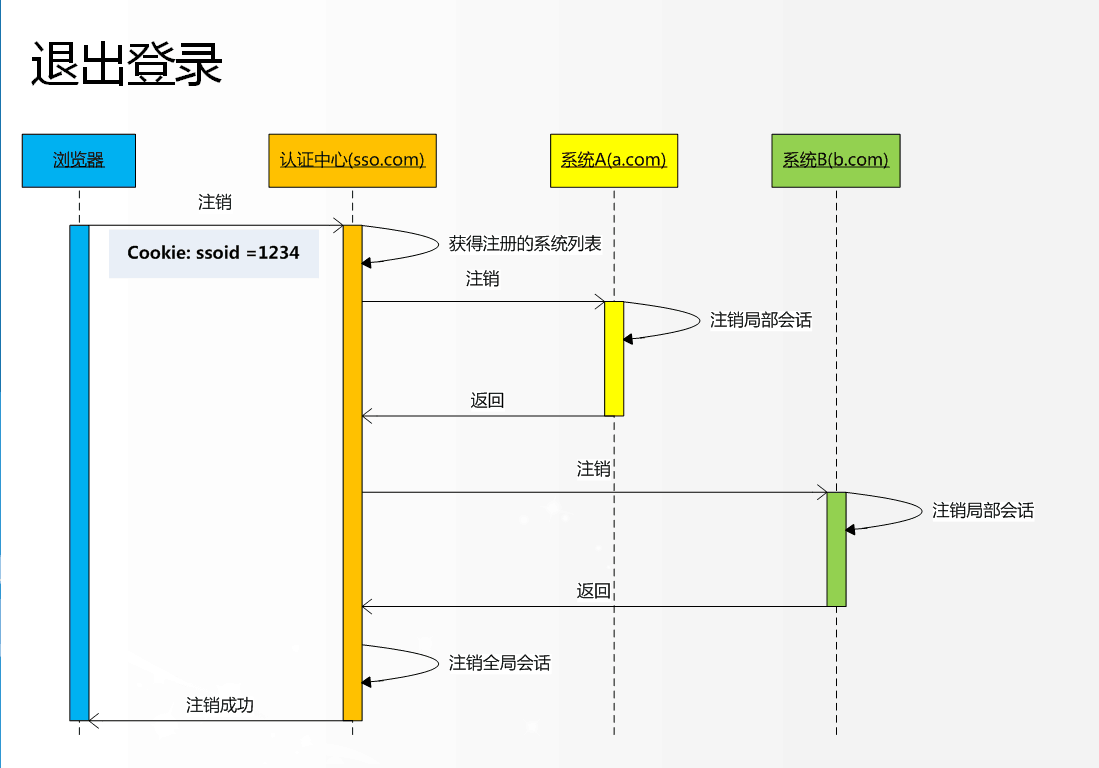 退出登录
浏览器
认证中心(sso.com)
系统A(a.com)
系统B(b.com)
注销
Cookie: ssoid =1234
获得注册的系统列表
注销
注销局部会话
返回
注销
注销局部会话
返回
注销全局会话
注销成功